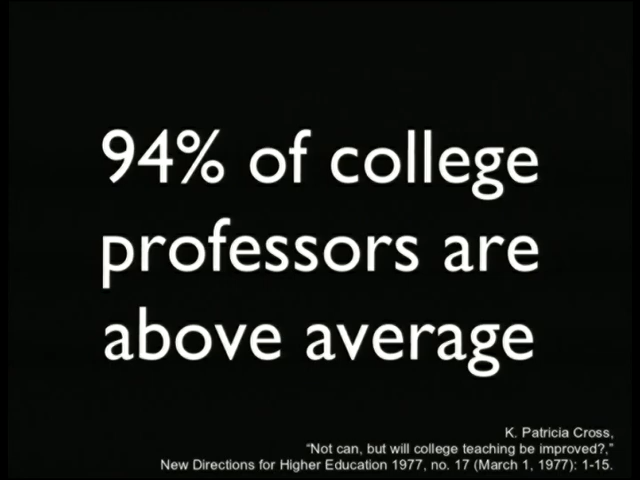 94% of college
professors are
above average
K. Patricia Cross,
"Not can, but will college teaching be improved?,"
New Directions for Higher Education 1977, no. 17 (March 1, 1977): 1-15.